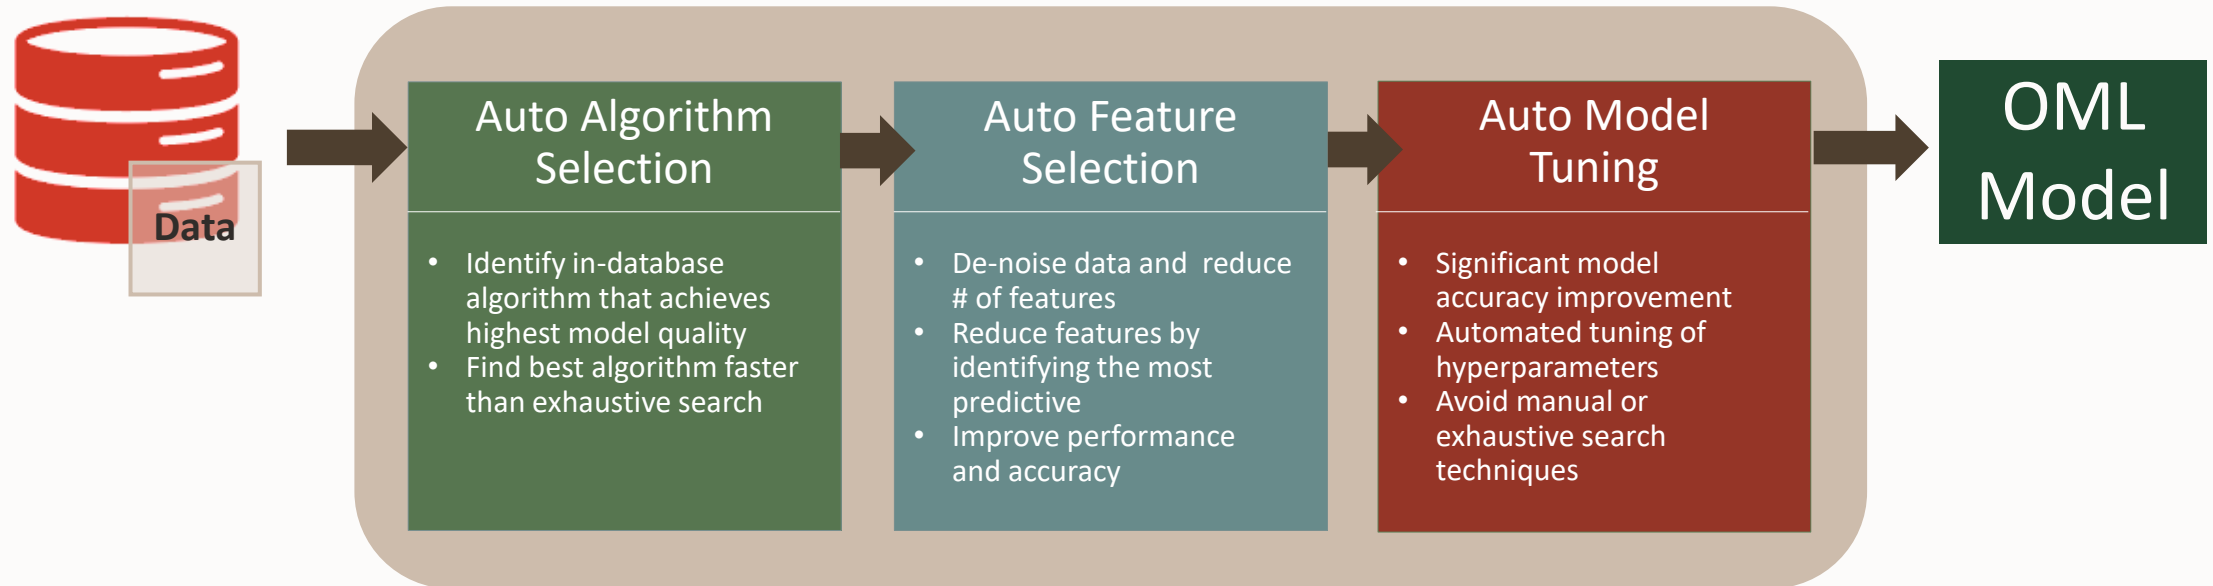 Data
Auto Algorithm
Selection
• Identify in-database
algorithm that achieves
highest model quality
• Find best algorithm faster
than exhaustive search
Auto Feature
Selection
• De-noise data and  reduce
# of features
• Reduce features by
identifying the most
predictive
• Improve performance
and accuracy
Auto Model
Tuning
• Significant model
accuracy improvement
• Automated tuning of
hyperparameters
• Avoid manual or
exhaustive search
techniques
OML
Model